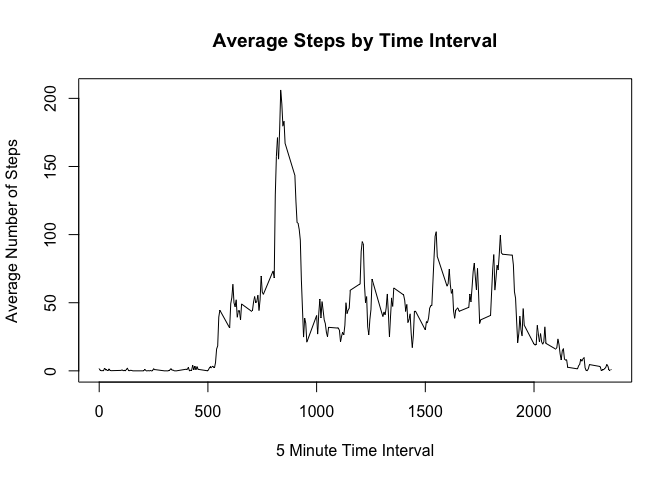 Average Steps by Time Interval
Average Number of Steps
200
150
100
50
0
0 500 1000 1500 2000
5 Minute Time Interval